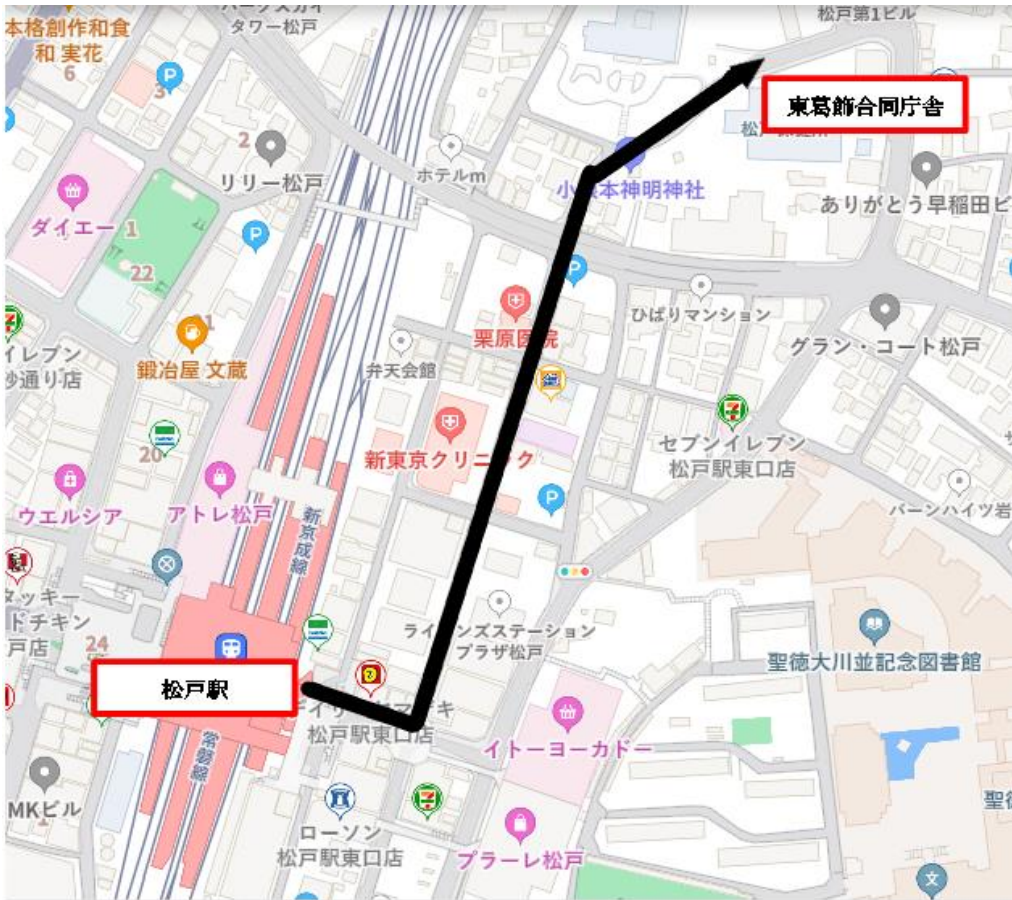 タワー松戸
松戸第1ビル
本格創作和食
和 実花
6
3
東葛飾合同庁舎
2
リリー松戸
ホテルm
ダイエー
1
22
ありがとう早稲田ビ
鍛冶屋 文蔵
栗原医院
ひばりマンション
弁天会館
グラン・コート松戸
イレブン
20
新東京クリニック
セブンイレブン
松戸駅東口店
ウエルシア
アトレ松戸
新京成線
バーンハイツ岩
ドチキン
戸店
24
ライオンズステーション
プラザ松戸
聖徳大川並記念図書館
松戸駅
松戸駅東口店
イトーヨーカドー
常磐線
MKビル
ローソン
松戸駅東口店
プラーレ松戸
文